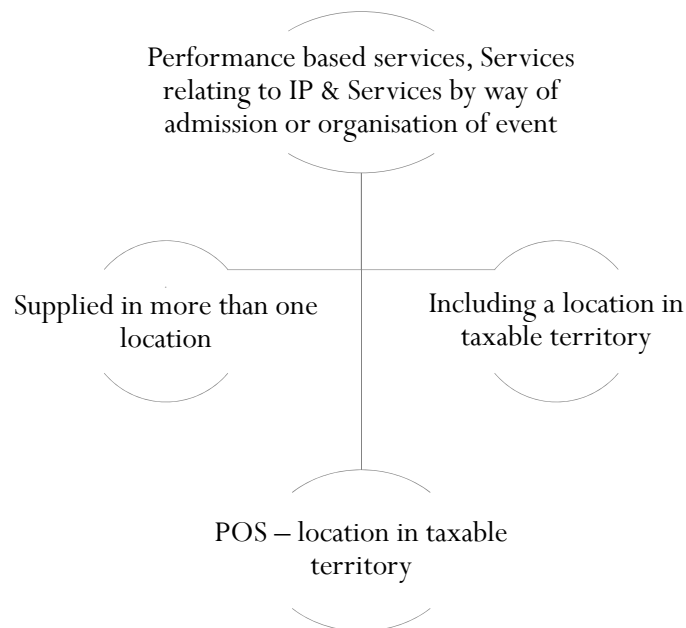 Performance based services, Services
relating to IP & Services by way of
admission or organisation of event
Supplied in more than one
location
Including a location in
taxable territory
POS – location in taxable
territory